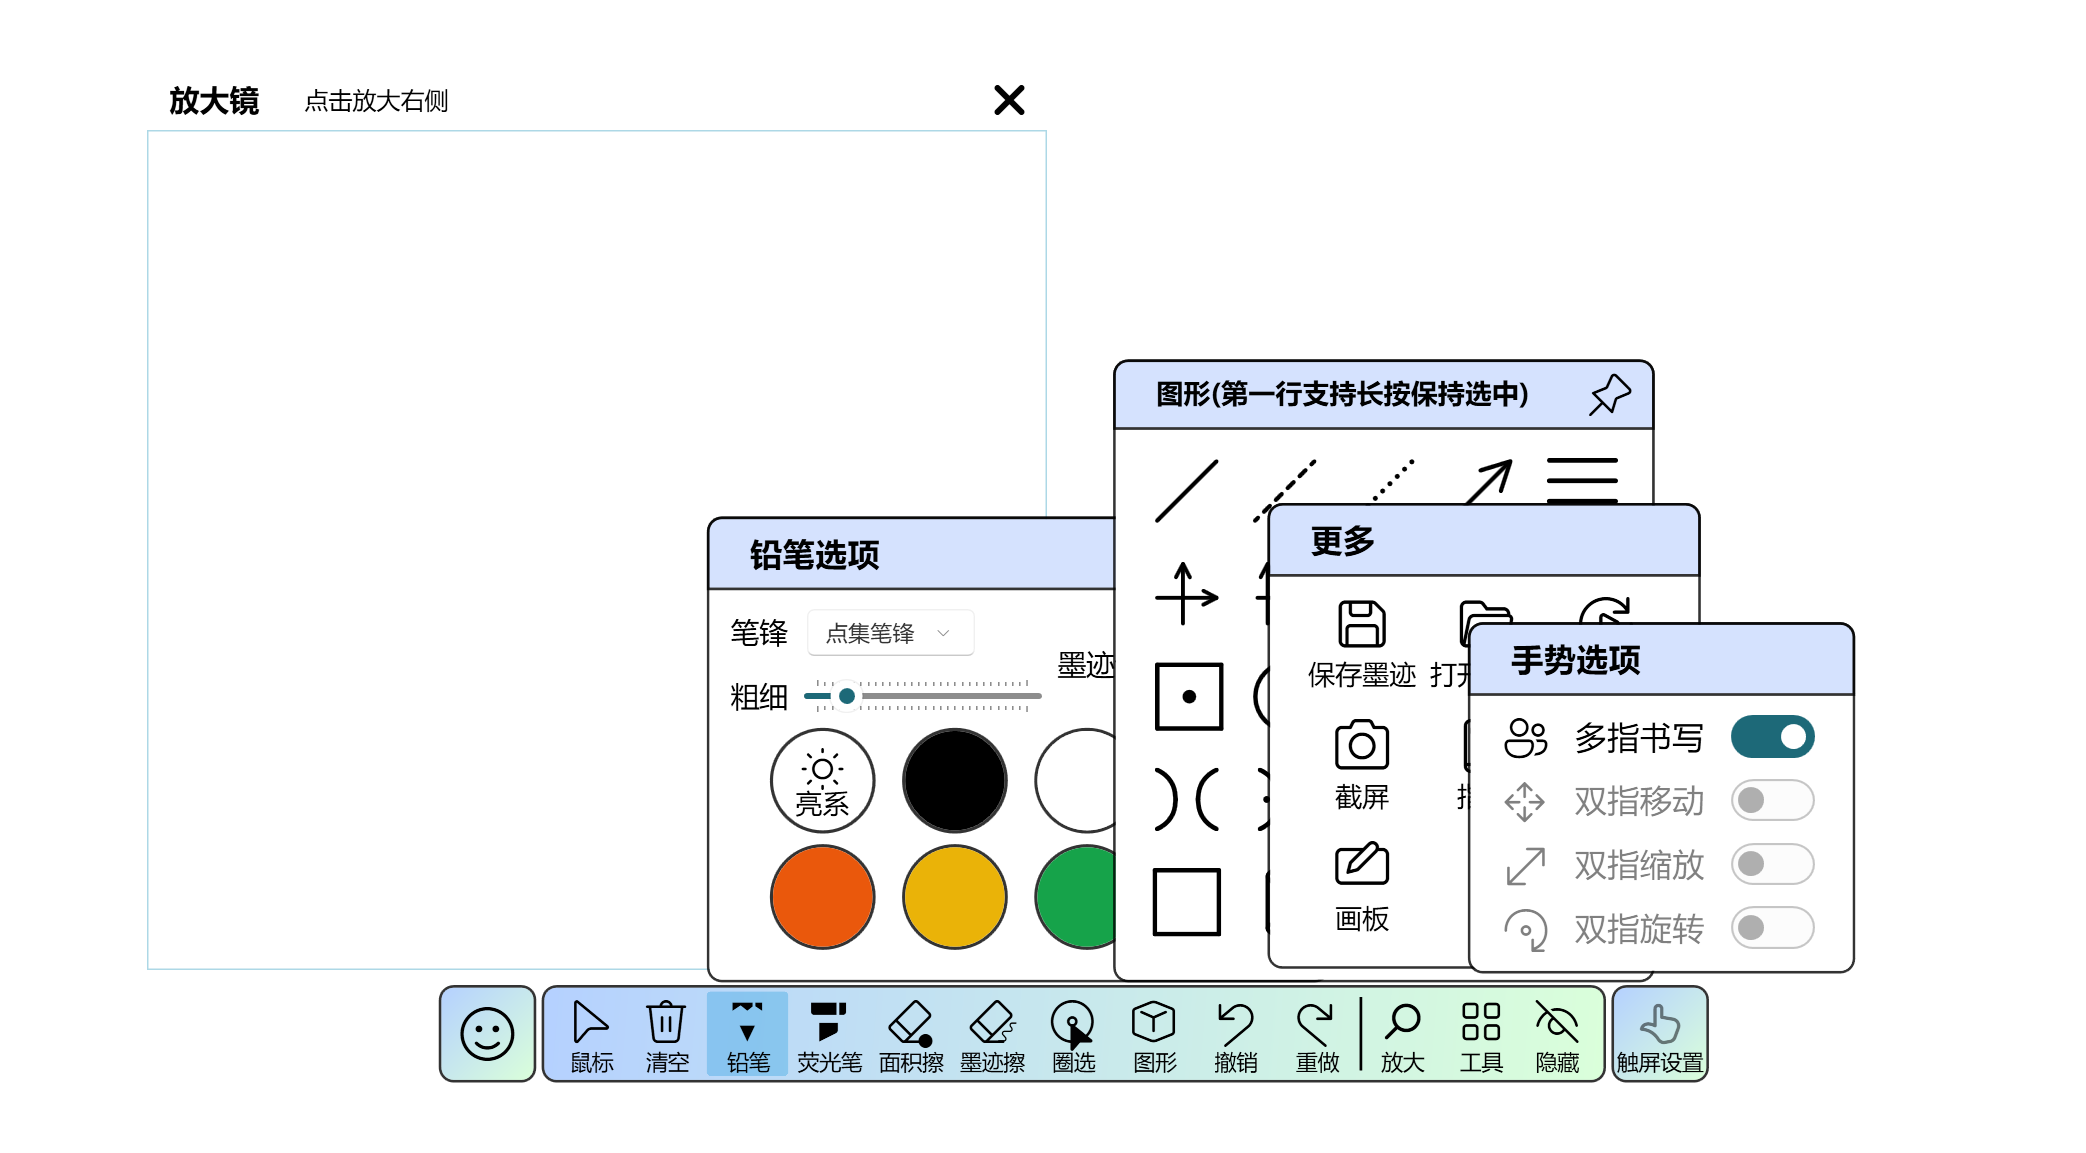 放大镜 点击放大右侧
图形(第一行支持长按保持选中)
铅笔选项
笔锋 点集笔锋
墨迹
粗细
亮系
更多
保存墨迹 打开
截屏
画板
手势选项
多指书写
双指移动
双指缩放
双指旋转
鼠标 清空 铅笔 荧光笔 面积擦 墨迹擦 圈选 图形 撤销 重做 放大 工具 隐藏 触屏设置